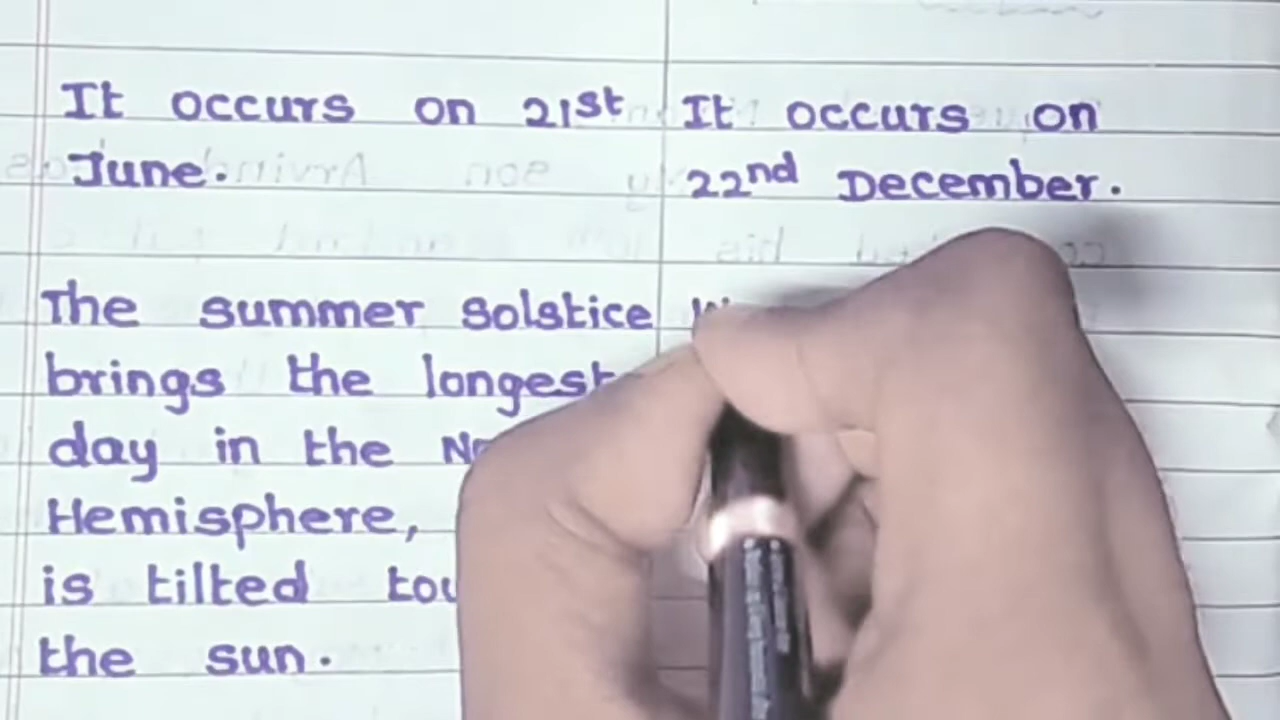 It occurs on 21st
June.
The summer solstice
brings the longest
day in the
Hemisphere,
is tilted
the sun.
It occurs on
22nd December.